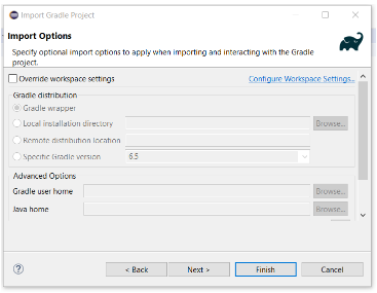 Import Gradle Project
Import Options
Specify optional import options to apply when importing and interacting with the Gradle
project.
Override workspace settings
Configure Workspace Settings...
Gradle distribution
Gradle wrapper
Local installation directory
Browse...
Remote distribution location
Specific Gradle version
6.5
Advanced Options
Gradle user home
Browse...
Java home
Browse...
< Back
Next >
Finish
Cancel